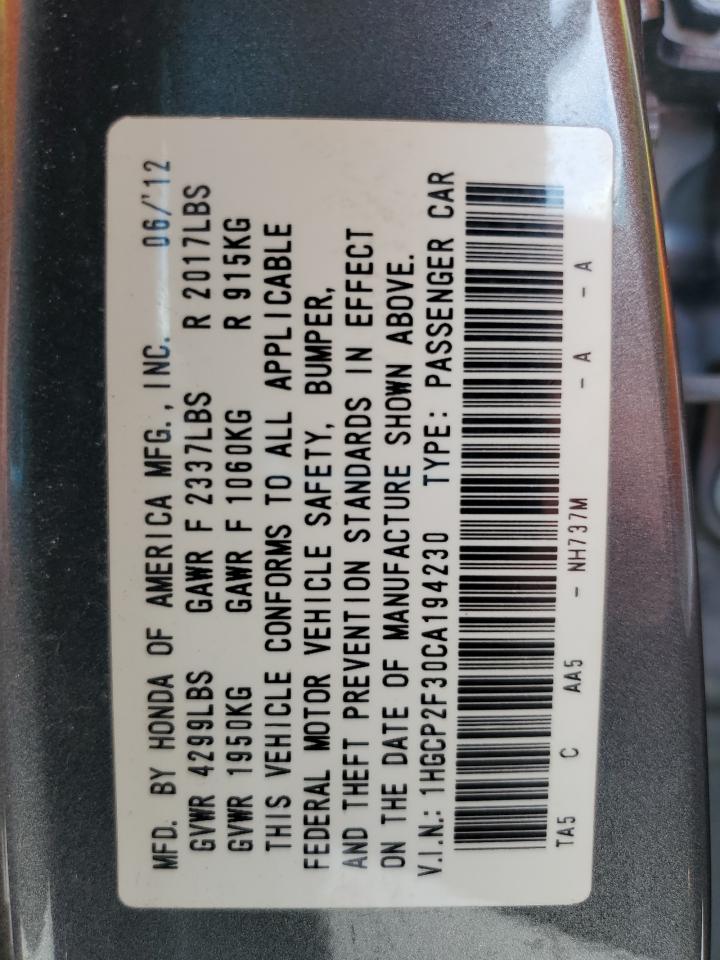 MFD. BY HONDA OF AMERICA MFG., INC. 06/'12
GVWR 4299LBS GAWR F 2337LBS R 2017LBS
GVWR 1950KG GAWR F 1060KG R 915KG
THIS VEHICLE CONFORMS TO ALL APPLICABLE
FEDERAL MOTOR VEHICLE SAFETY, BUMPER,
AND THEFT PREVENTION STANDARDS IN EFFECT
ON THE DATE OF MANUFACTURE SHOWN ABOVE.
V.I.N.: 1HGCP2F30CA194230 TYPE: PASSENGER CAR
TA5 C AA5 - NH737M - A - A